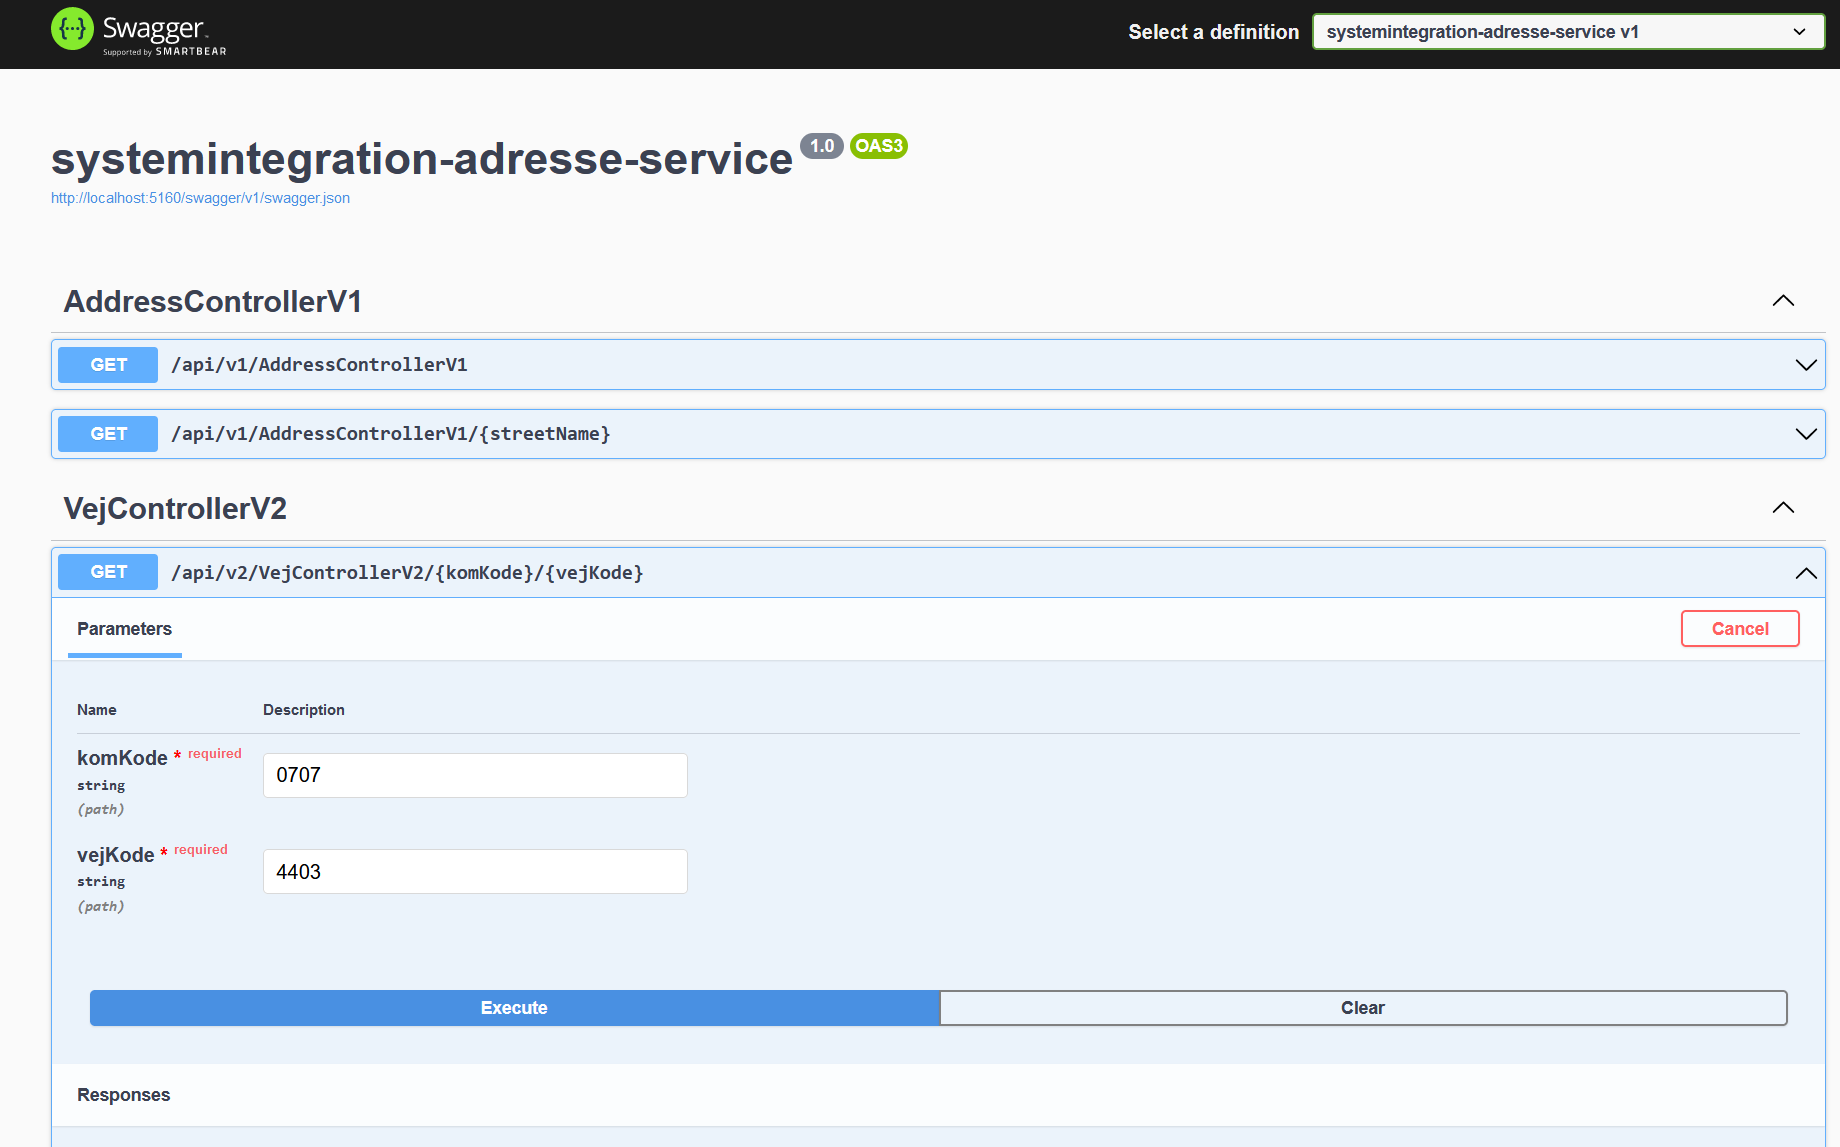 Swagger
Supported by SMARTBEAR
Select a definition
systemintegration-adresse-service v1
systemintegration-adresse-service 1.0 OAS3
http://localhost:5160/swagger/v1/swagger.json
AddressControllerV1
GET /api/v1/AddressControllerV1
GET /api/v1/AddressControllerV1/{streetName}
VejControllerV2
GET /api/v2/VejControllerV2/{komKode}/{vejKode}
Parameters
Cancel
Name Description
komKode * required
string
(path)
0707
vejKode * required
string
(path)
4403
Execute
Clear
Responses